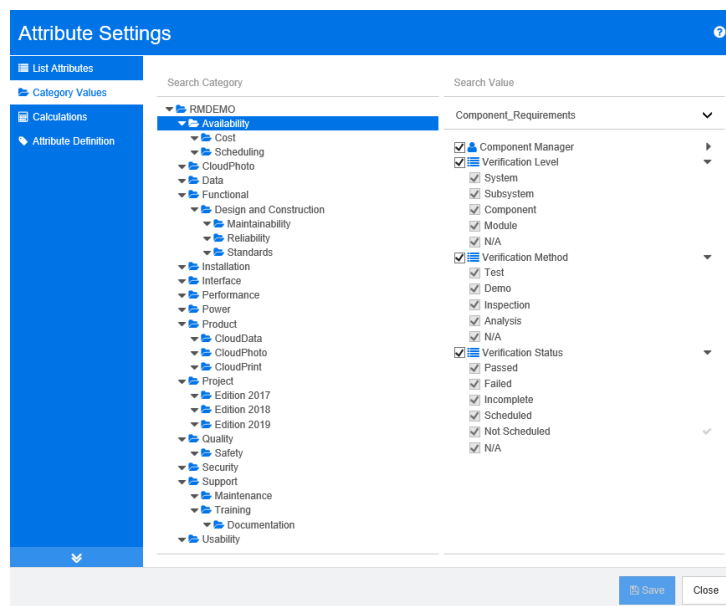 Attribute Settings
List Attributes
Category Values
Calculations
Attribute Definition
Search Category
RMDEMO
Availability
Cost
Scheduling
CloudPhoto
Data
Functional
Design and Construction
Maintainability
Reliability
Standards
Installation
Interface
Performance
Power
Product
CloudData
CloudPhoto
CloudPrint
Project
Edition 2017
Edition 2018
Edition 2019
Quality
Safety
Security
Support
Maintenance
Training
Documentation
Usability
Search Value
Component_Requirements
Component Manager
Verification Level
System
Subsystem
Component
Module
N/A
Verification Method
Test
Demo
Inspection
Analysis
N/A
Verification Status
Passed
Failed
Incomplete
Scheduled
Not Scheduled
N/A
Save
Close